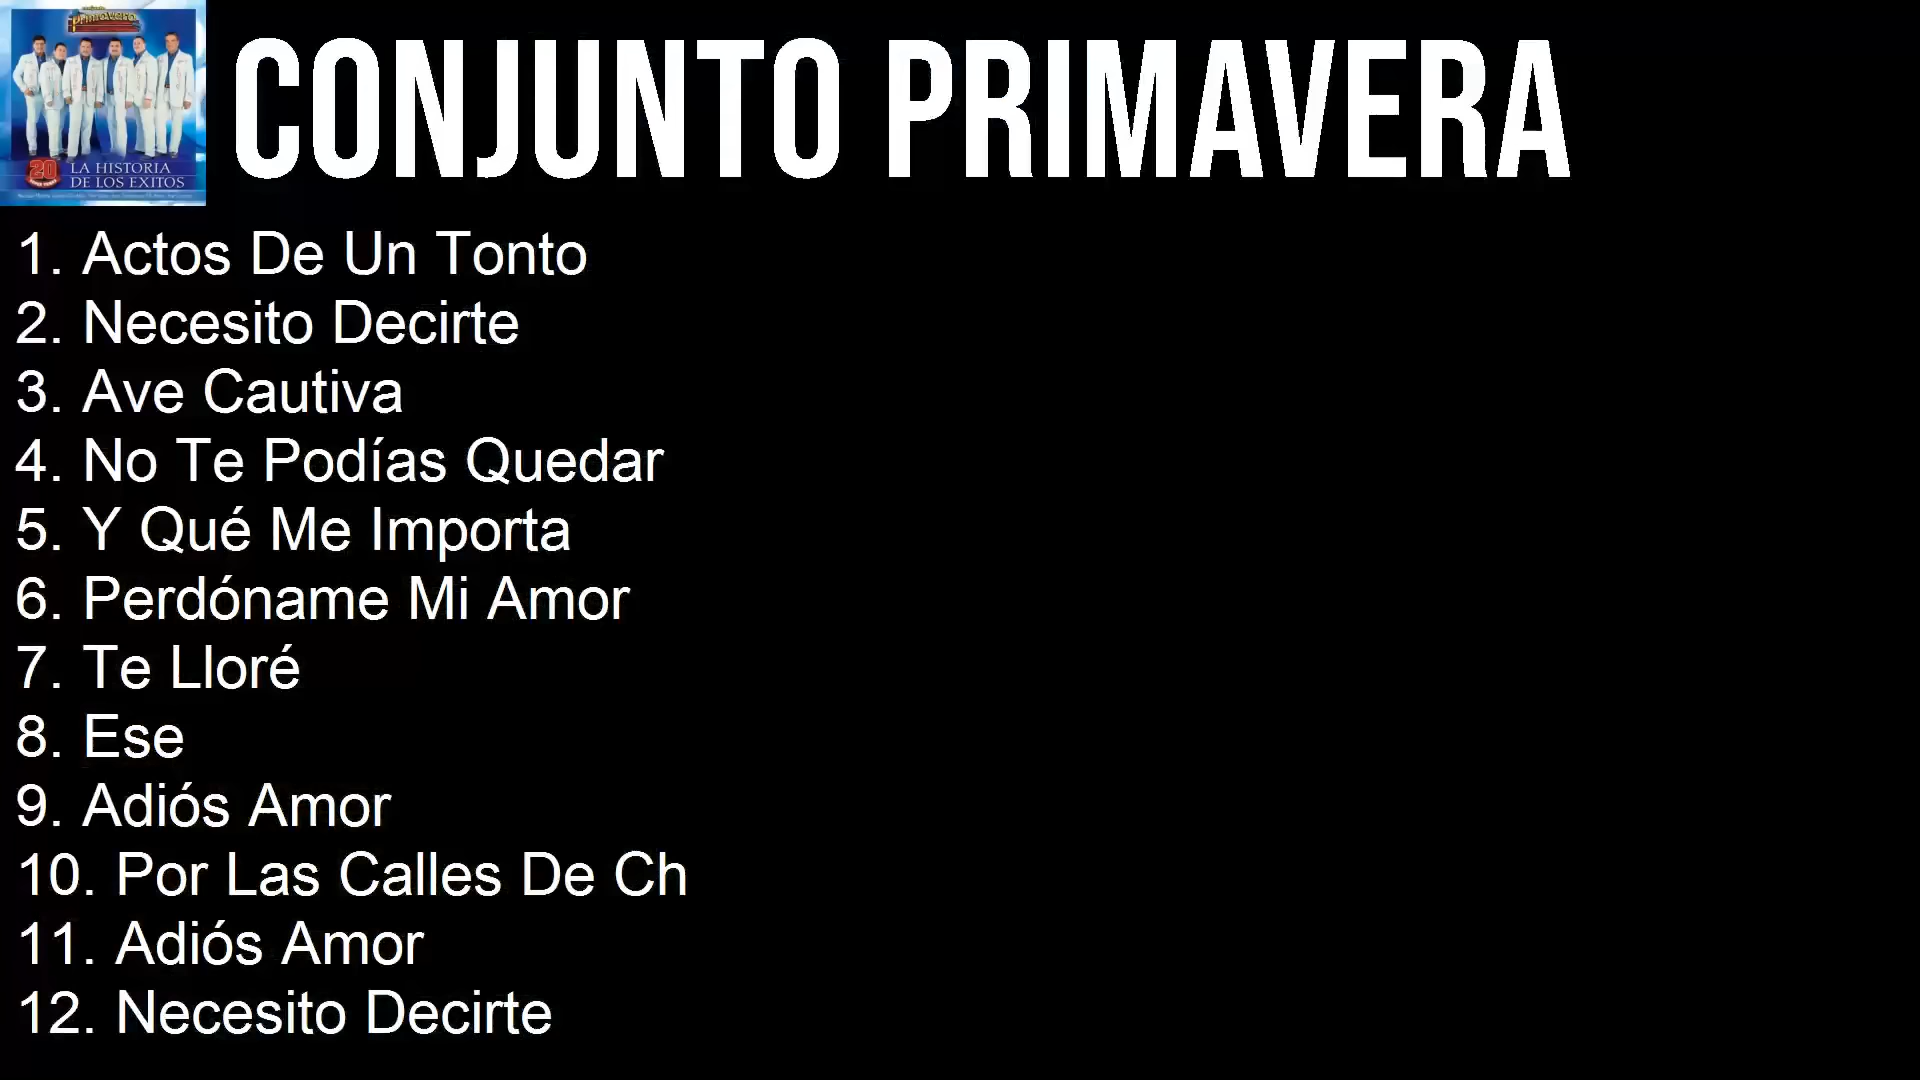 PRIMAVERA
CONJUNTO PRIMAVERA
20
LA HISTORIA
DE LOS EXITOS
1. Actos De Un Tonto
2. Necesito Decirte
3. Ave Cautiva
4. No Te Podías Quedar
5. Y Qué Me Importa
6. Perdóname Mi Amor
7. Te Lloré
8. Ese
9. Adiós Amor
10. Por Las Calles De Ch
11. Adiós Amor
12. Necesito Decirte